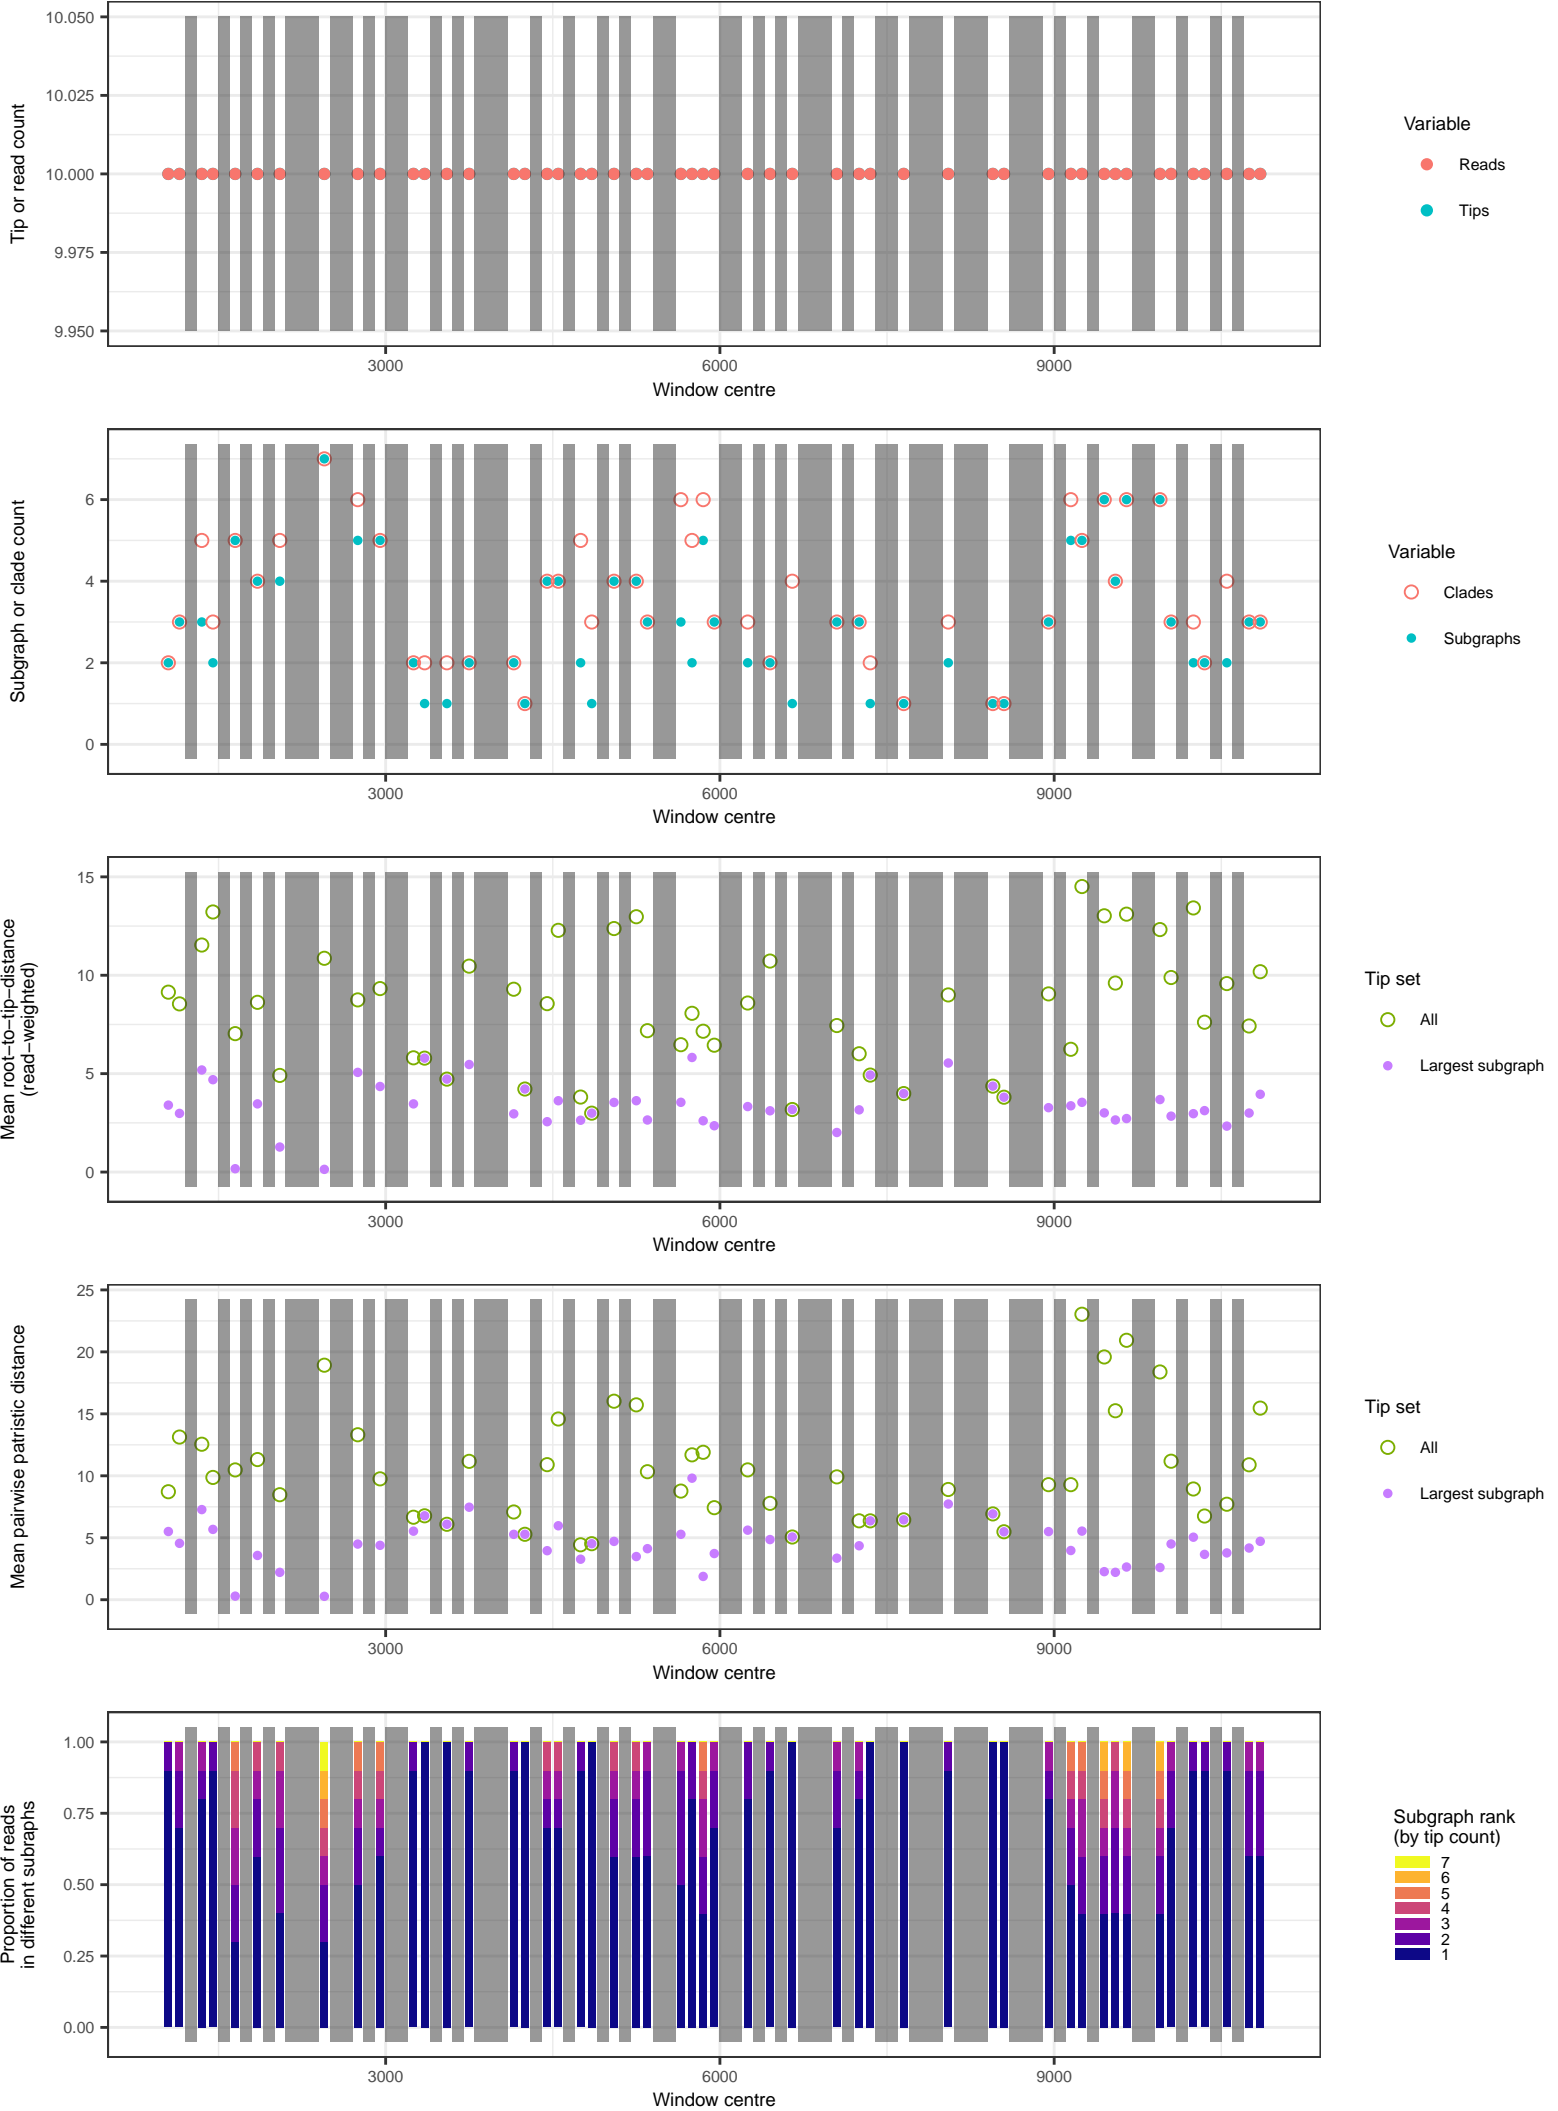 10.050
10.025
10.000
9.975
9.950
Tip or read count
3000 6000 9000
Window centre
Variable
Reads
Tips
6
4
2
0
Subgraph or clade count
3000 6000 9000
Window centre
Variable
Clades
Subgraphs
15
10
5
0
Mean root−to−tip−distance
(read−weighted)
3000 6000 9000
Window centre
Tip set
All
Largest subgraph
25
20
15
10
5
0
Mean pairwise patristic distance
3000 6000 9000
Window centre
Tip set
All
Largest subgraph
1.00
0.75
0.50
0.25
0.00
Proportion of reads
in different subraphs
3000 6000 9000
Window centre
Subgraph rank
(by tip count)
7
6
5
4
3
2
1